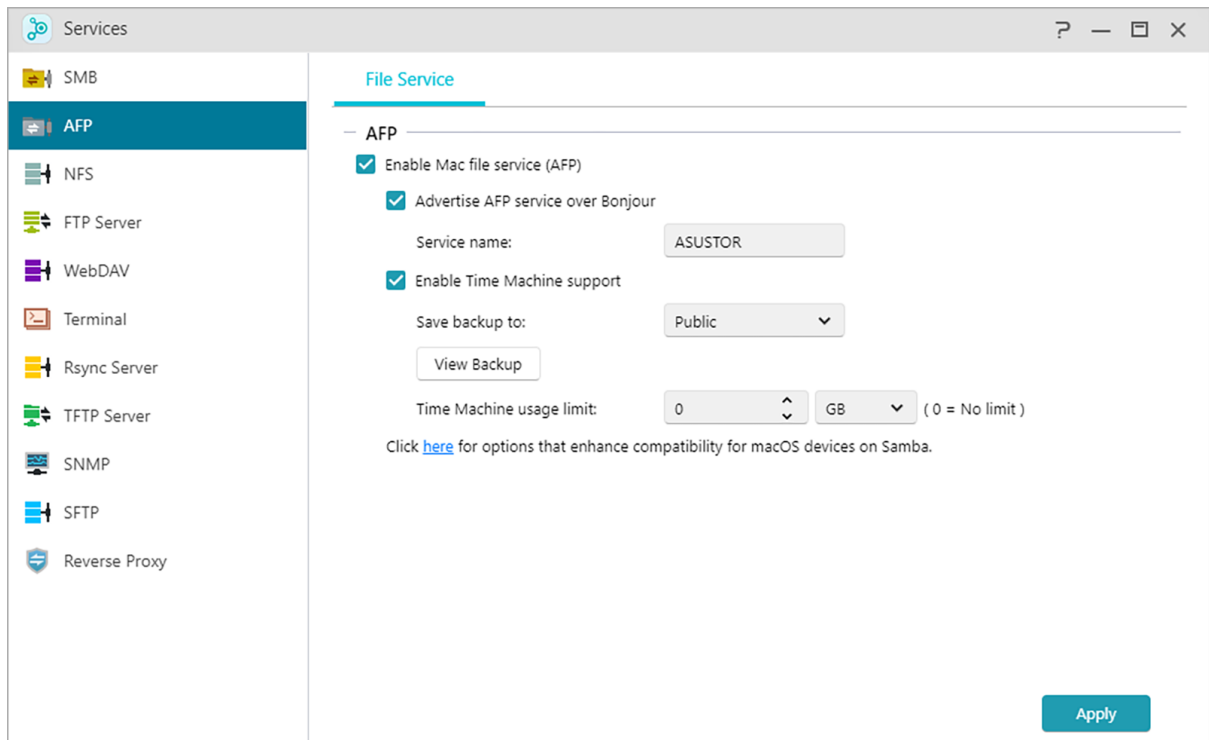 Services
SMB
AFP
NFS
FTP Server
WebDAV
Terminal
Rsync Server
TFTP Server
SNMP
SFTP
Reverse Proxy
File Service
AFP
Enable Mac file service (AFP)
Advertise AFP service over Bonjour
Service name: ASUSTOR
Enable Time Machine support
Save backup to: Public
View Backup
Time Machine usage limit: 0 GB ( 0 = No limit )
Click here for options that enhance compatibility for macOS devices on Samba.
Apply